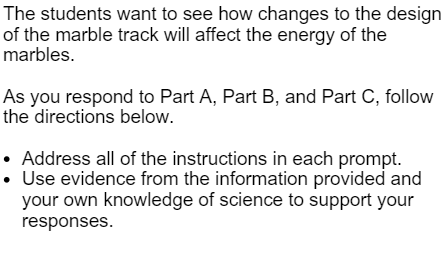 The students want to see how changes to the design
of the marble track will affect the energy of the
marbles.
As you respond to Part A, Part B, and Part C, follow
the directions below.
• Address all of the instructions in each prompt.
• Use evidence from the information provided and
your own knowledge of science to support your
responses.